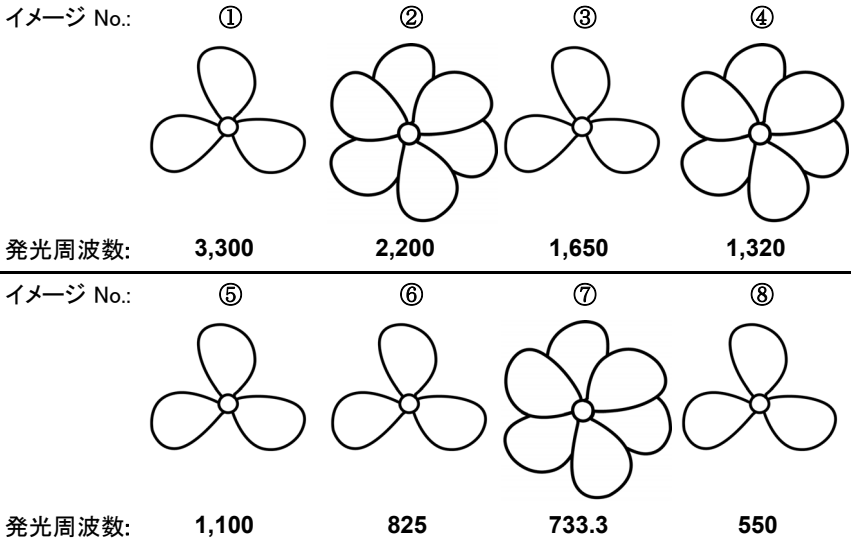 イメージ No.: ① ② ③ ④
発光周波数: 3,300 2,200 1,650 1,320
イメージ No.: ⑤ ⑥ ⑦ ⑧
発光周波数: 1,100 825 733.3 550